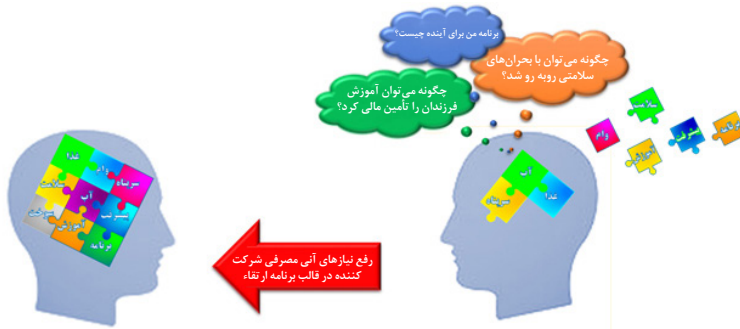 برنامه من برای آینده چیست؟
چگونه می‌توان با بحران‌های
سلامتی روبه رو شد؟
چگونه می‌توان آموزش
فرزندان را تأمین مالی کرد؟
سلامت
وام
پیشرفت
آموزش
آب
غذا
سرپناه
رفع نیازهای آنی مصرفی شرکت
کننده در قالب برنامه ارتقاء
غذا
وام
سرپناه
سلامت
آب
پیشرفت
سوخت
آموزش
برنامه